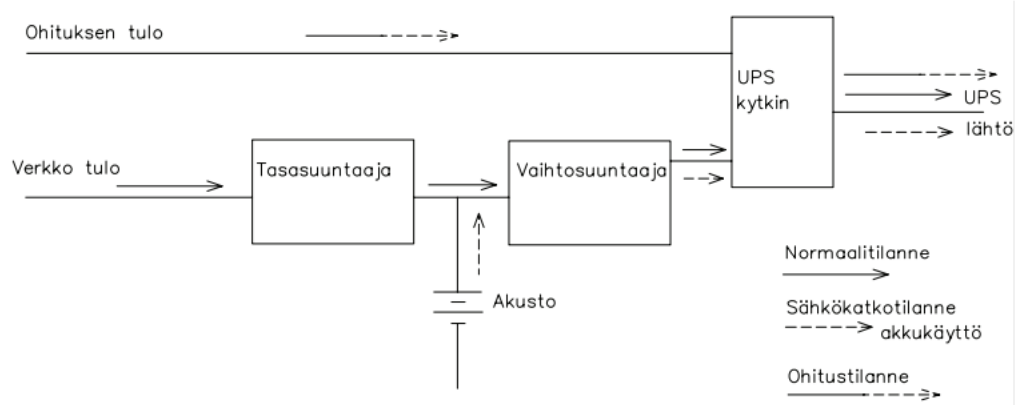 Ohituksen tulo
UPS
kytkin
UPS
lähtö
Verkko tulo
Tasasuuntaaja
Vaihtosuuntaaja
Akusto
Normaalitilanne
Sähkökatkotilanne
akkukäyttö
Ohitustilanne